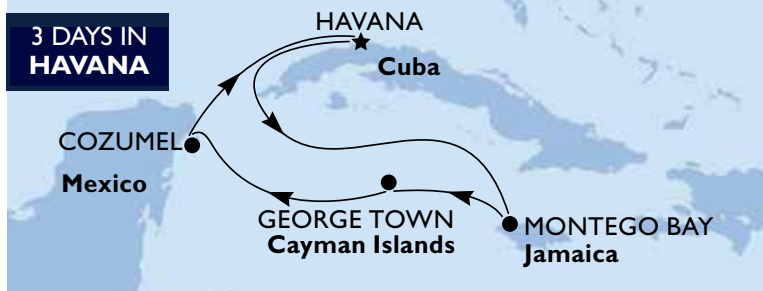 3 DAYS IN
HAVANA
HAVANA
Cuba
COZUMEL
Mexico
GEORGE TOWN
Cayman Islands
MONTEGO BAY
Jamaica